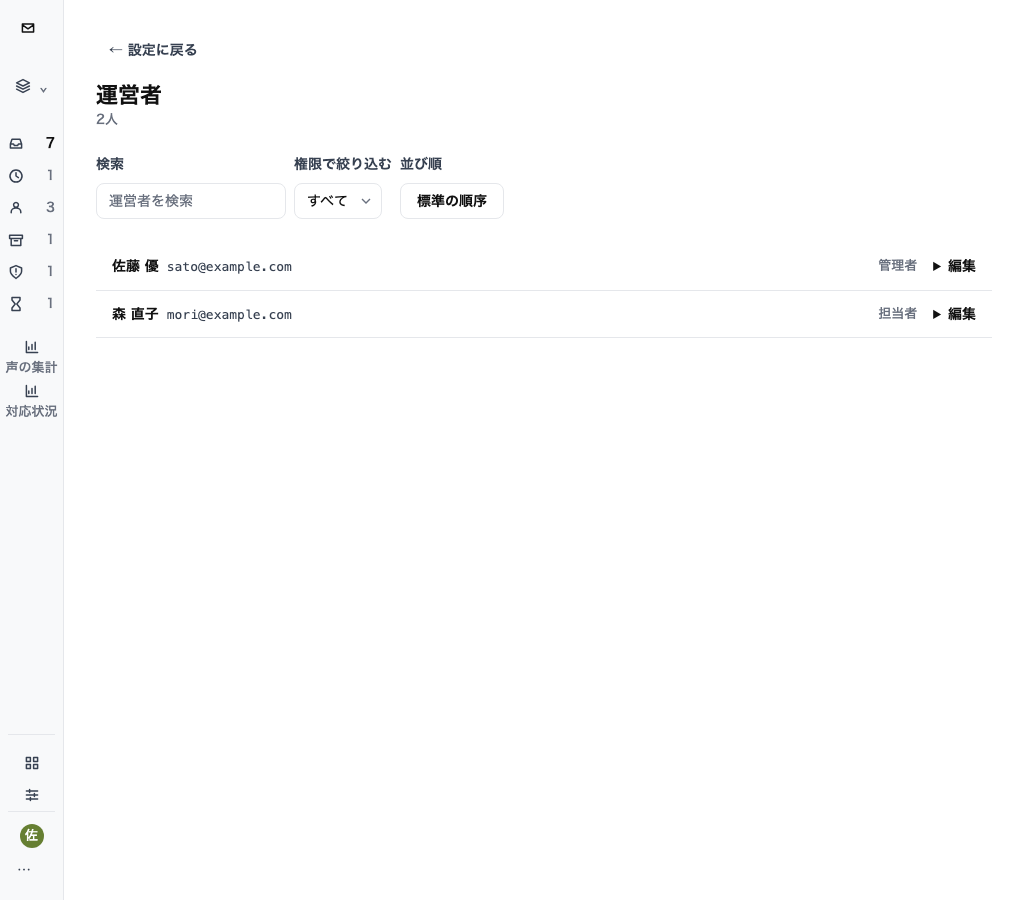 ← 設定に戻る
運営者
2人
検索
権限で絞り込む
並び順
運営者を検索
すべて
標準の順序
佐藤 優 sato@example.com 管理者 ▶ 編集
森 直子 mori@example.com 担当者 ▶ 編集
7
1
3
1
1
1
声の集計
対応状況
佐
…